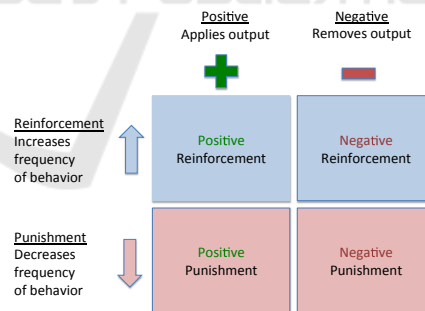 Positive
Applies output
Negative
Removes output
Reinforcement
Increases
frequency
of behavior
Positive
Reinforcement
Negative
Reinforcement
Punishment
Decreases
frequency
of behavior
Positive
Punishment
Negative
Punishment